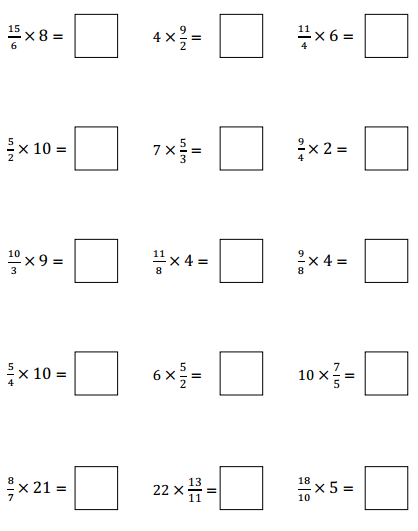 15/6 × 8 = 4 × 9/2 = 11/4 × 6 =
5/2 × 10 = 7 × 5/3 = 9/4 × 2 =
10/3 × 9 = 11/8 × 4 = 9/8 × 4 =
5/4 × 10 = 6 × 5/2 = 10 × 7/5 =
8/7 × 21 = 22 × 13/11 = 18/10 × 5 =